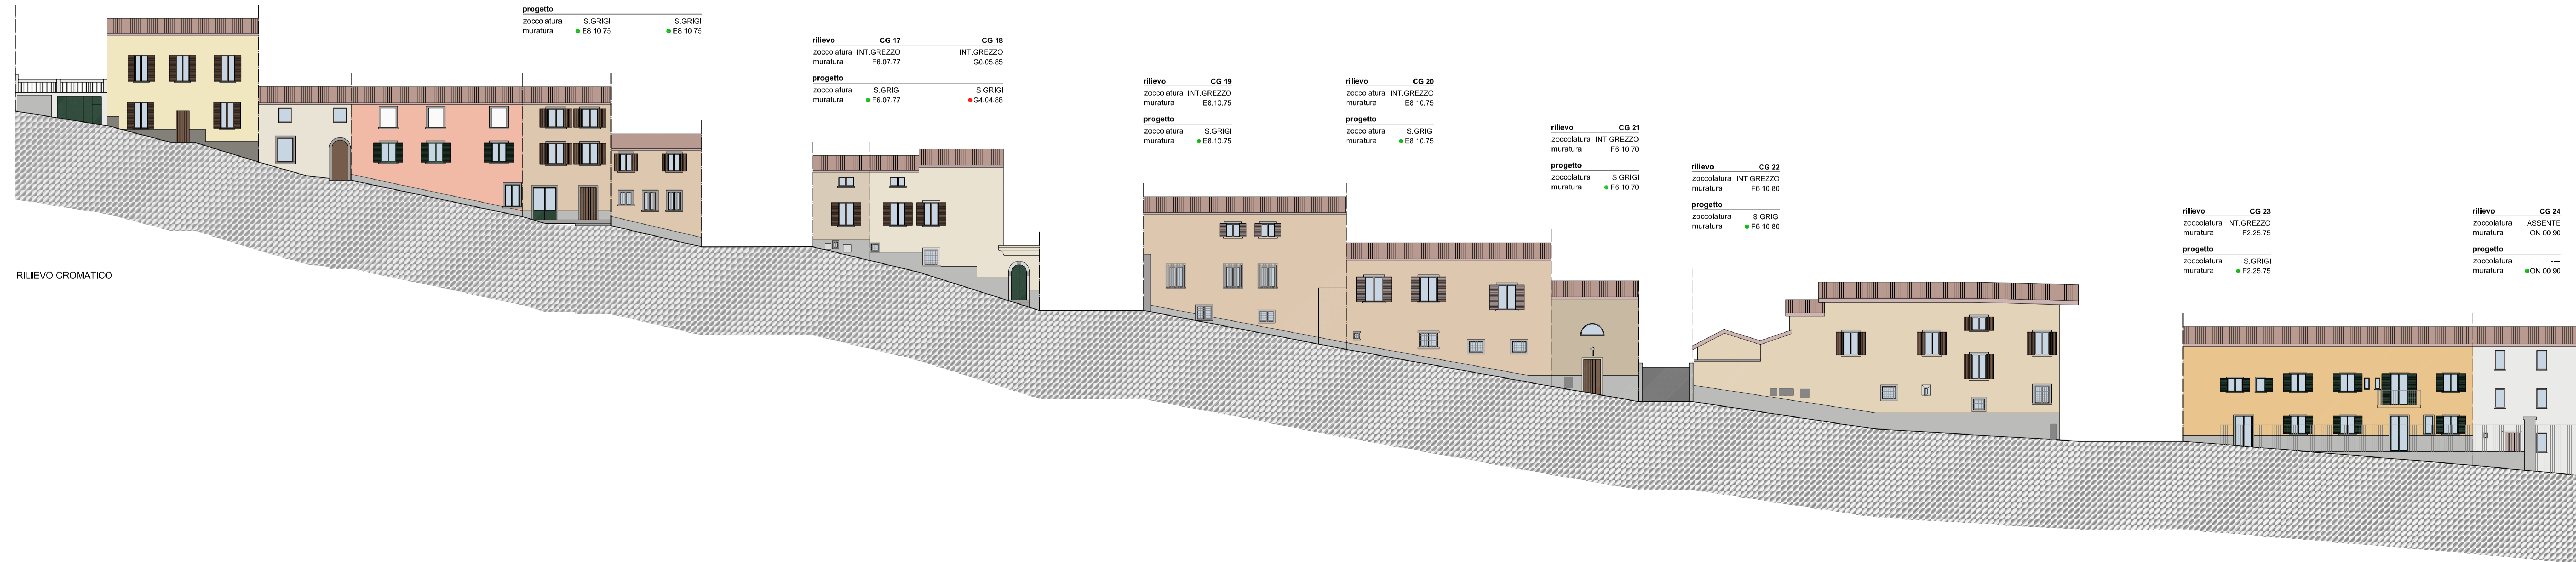 progetto
zoccolatura S.GRIGI S.GRIGI
muratura E8.10.75 E8.10.75
rilievo CG 17 CG 18
zoccolatura INT.GREZZO INT.GREZZO
muratura F6.07.77 G0.05.85
progetto
zoccolatura S.GRIGI S.GRIGI
muratura F6.07.77 G4.04.88
rilievo CG 19
zoccolatura INT.GREZZO
muratura E8.10.75
progetto
zoccolatura S.GRIGI
muratura E8.10.75
rilievo CG 20
zoccolatura INT.GREZZO
muratura E8.10.75
progetto
zoccolatura S.GRIGI
muratura E8.10.75
rilievo CG 21
zoccolatura INT.GREZZO
muratura F6.10.70
progetto
zoccolatura S.GRIGI
muratura F6.10.70
rilievo CG 22
zoccolatura INT.GREZZO
muratura F6.10.80
progetto
zoccolatura S.GRIGI
muratura F6.10.80
rilievo CG 23
zoccolatura INT.GREZZO
muratura F2.25.75
progetto
zoccolatura S.GRIGI
muratura F2.25.75
rilievo CG 24
zoccolatura ASSENTE
muratura ON.00.90
progetto
zoccolatura ----
muratura ON.00.90
RILIEVO CROMATICO